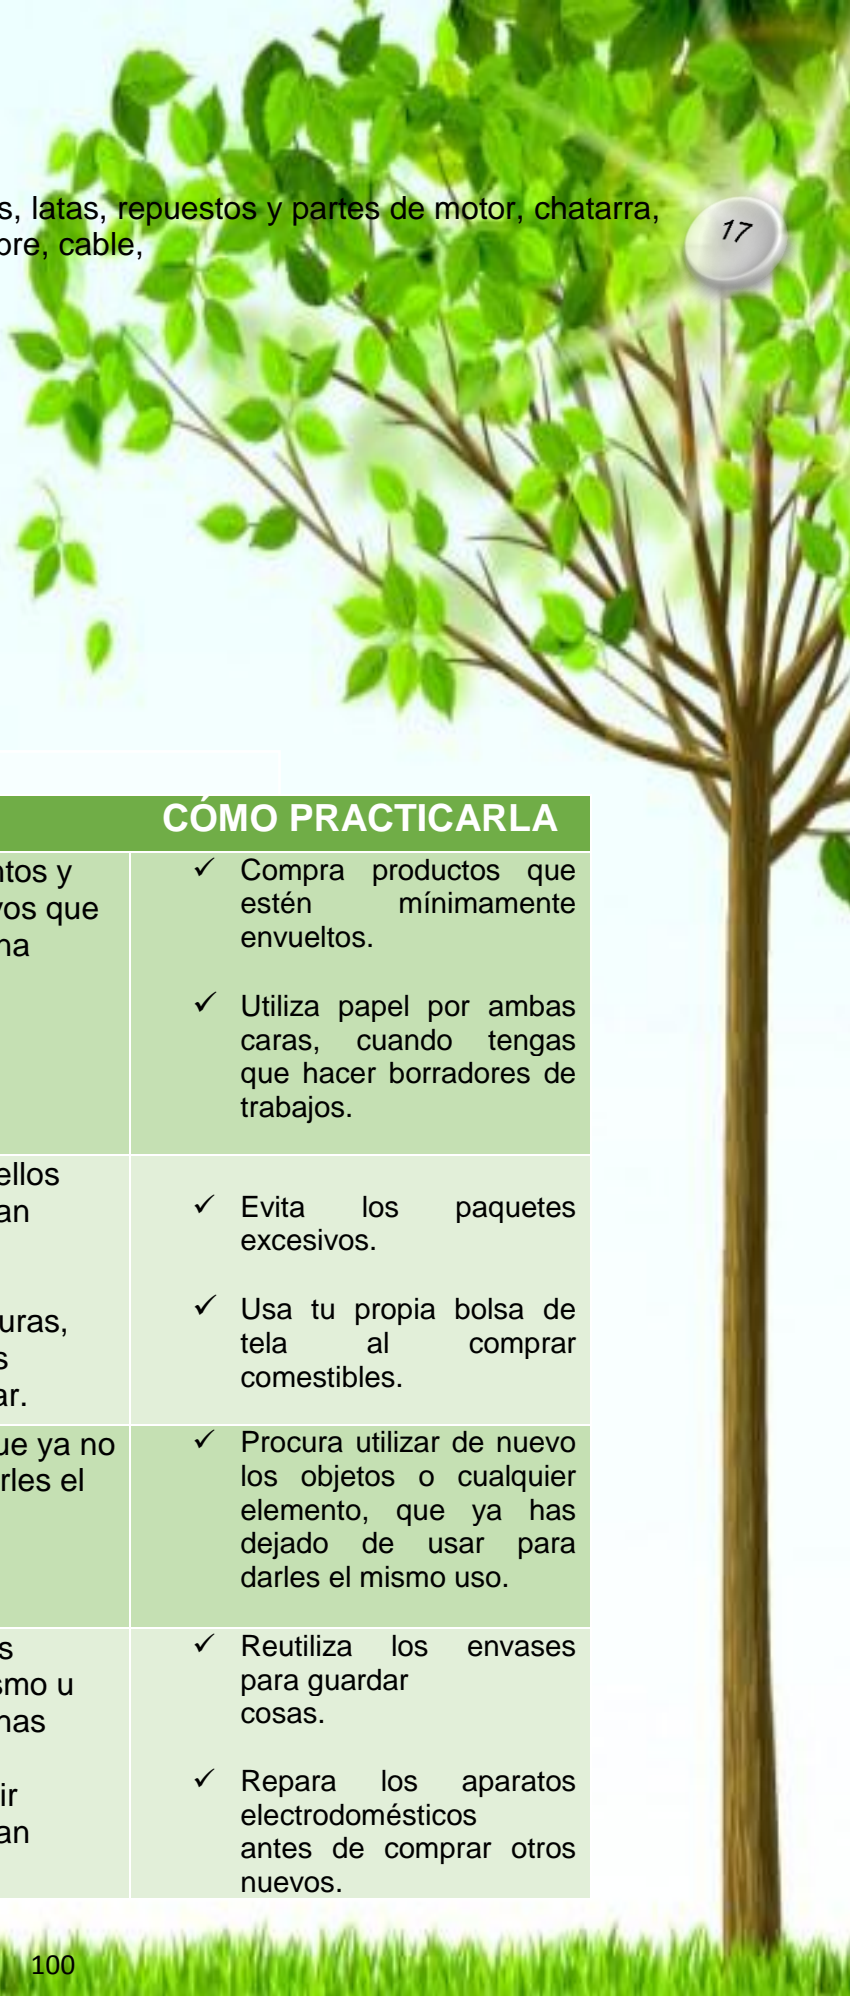 s, latas, repuestos y partes de motor, chatarra,
bre, cable,
17
CÓMO PRACTICARLA
ntos y
vos que
na
✓ Compra productos que
estén mínimamente
envueltos.
✓ Utiliza papel por ambas
caras, cuando tengas
que hacer borradores de
trabajos.
ellos
an
uras,
s
ar.
✓ Evita los paquetes
excesivos.
✓ Usa tu propia bolsa de
tela al comprar
comestibles.
ue ya no
rles el
✓ Procura utilizar de nuevo
los objetos o cualquier
elemento, que ya has
dejado de usar para
darles el mismo uso.
s
smo u
nas
ir
an
✓ Reutiliza los envases
para guardar
cosas.
✓ Repara los aparatos
electrodomésticos
antes de comprar otros
nuevos.
100